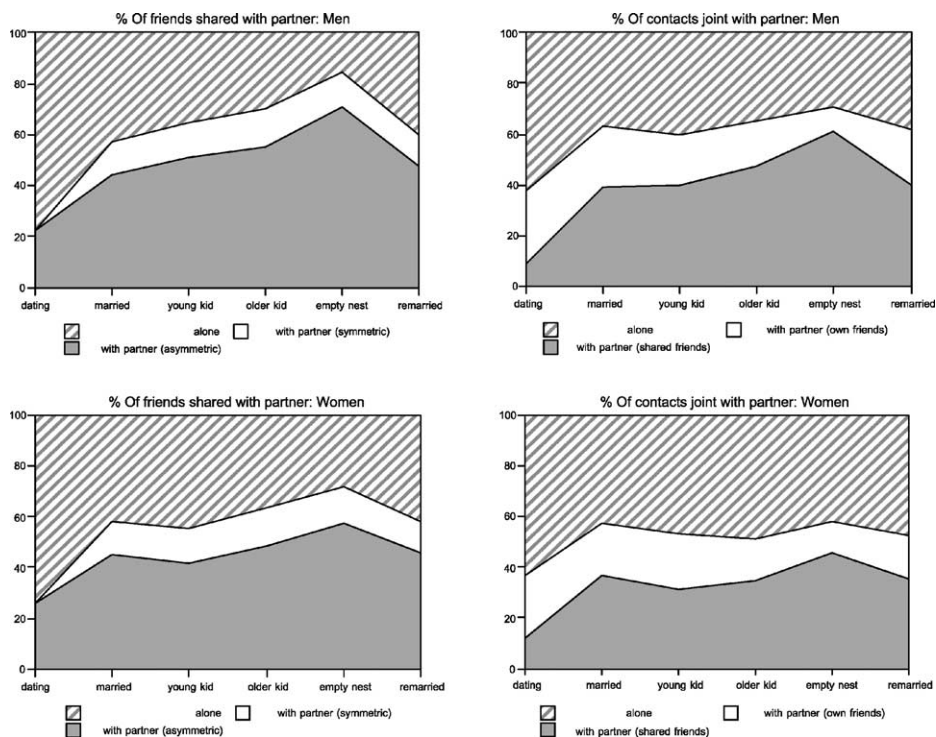 % Of friends shared with partner: Men
100
80
60
40
20
0
dating married young kid older kid empty nest remarried
alone with partner (symmetric)
with partner (asymmetric)
% Of contacts joint with partner: Men
100
80
60
40
20
0
dating married young kid older kid empty nest remarried
alone with partner (own friends)
with partner (shared friends)
% Of friends shared with partner: Women
100
80
60
40
20
0
dating married young kid older kid empty nest remarried
alone with partner (symmetric)
with partner (asymmetric)
% Of contacts joint with partner: Women
100
80
60
40
20
0
dating married young kid older kid empty nest remarried
alone with partner (own friends)
with partner (shared friends)